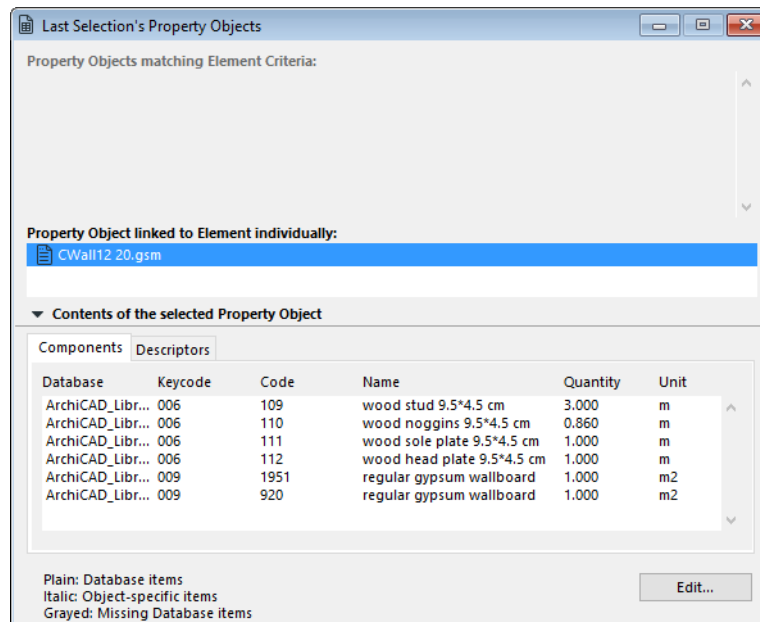 Last Selection's Property Objects
Property Objects matching Element Criteria:
Property Object linked to Element individually:
CWall12 20.gsm
Contents of the selected Property Object
Components Descriptors
Database Keycode Code Name Quantity Unit
ArchiCAD_Libr... 006 109 wood stud 9.5*4.5 cm 3.000 m
ArchiCAD_Libr... 006 110 wood noggins 9.5*4.5 cm 0.860 m
ArchiCAD_Libr... 006 111 wood sole plate 9.5*4.5 cm 1.000 m
ArchiCAD_Libr... 006 112 wood head plate 9.5*4.5 cm 1.000 m
ArchiCAD_Libr... 009 1951 regular gypsum wallboard 1.000 m2
ArchiCAD_Libr... 009 920 regular gypsum wallboard 1.000 m2
Plain: Database items
Italic: Object-specific items
Grayed: Missing Database items
Edit...